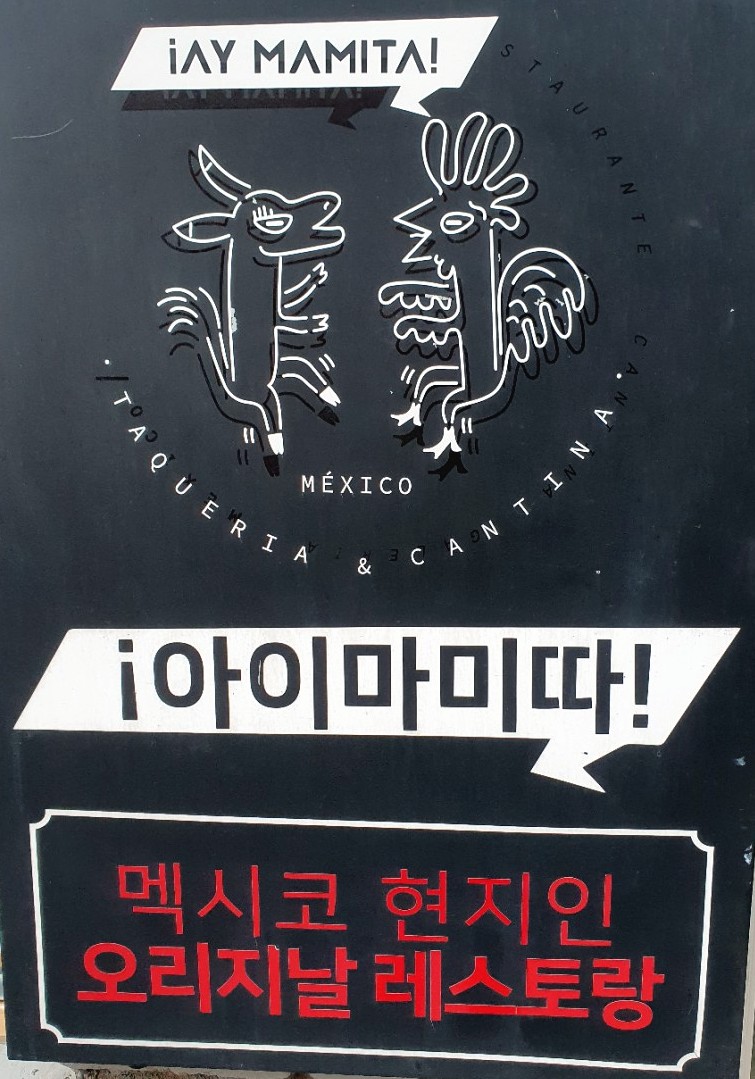 ¡AY MAMITA!
STAURANTE
MÉXICO
TAQUERIA & CANTINA
¡아이마미따!
멕시코 현지인
오리지날 레스토랑